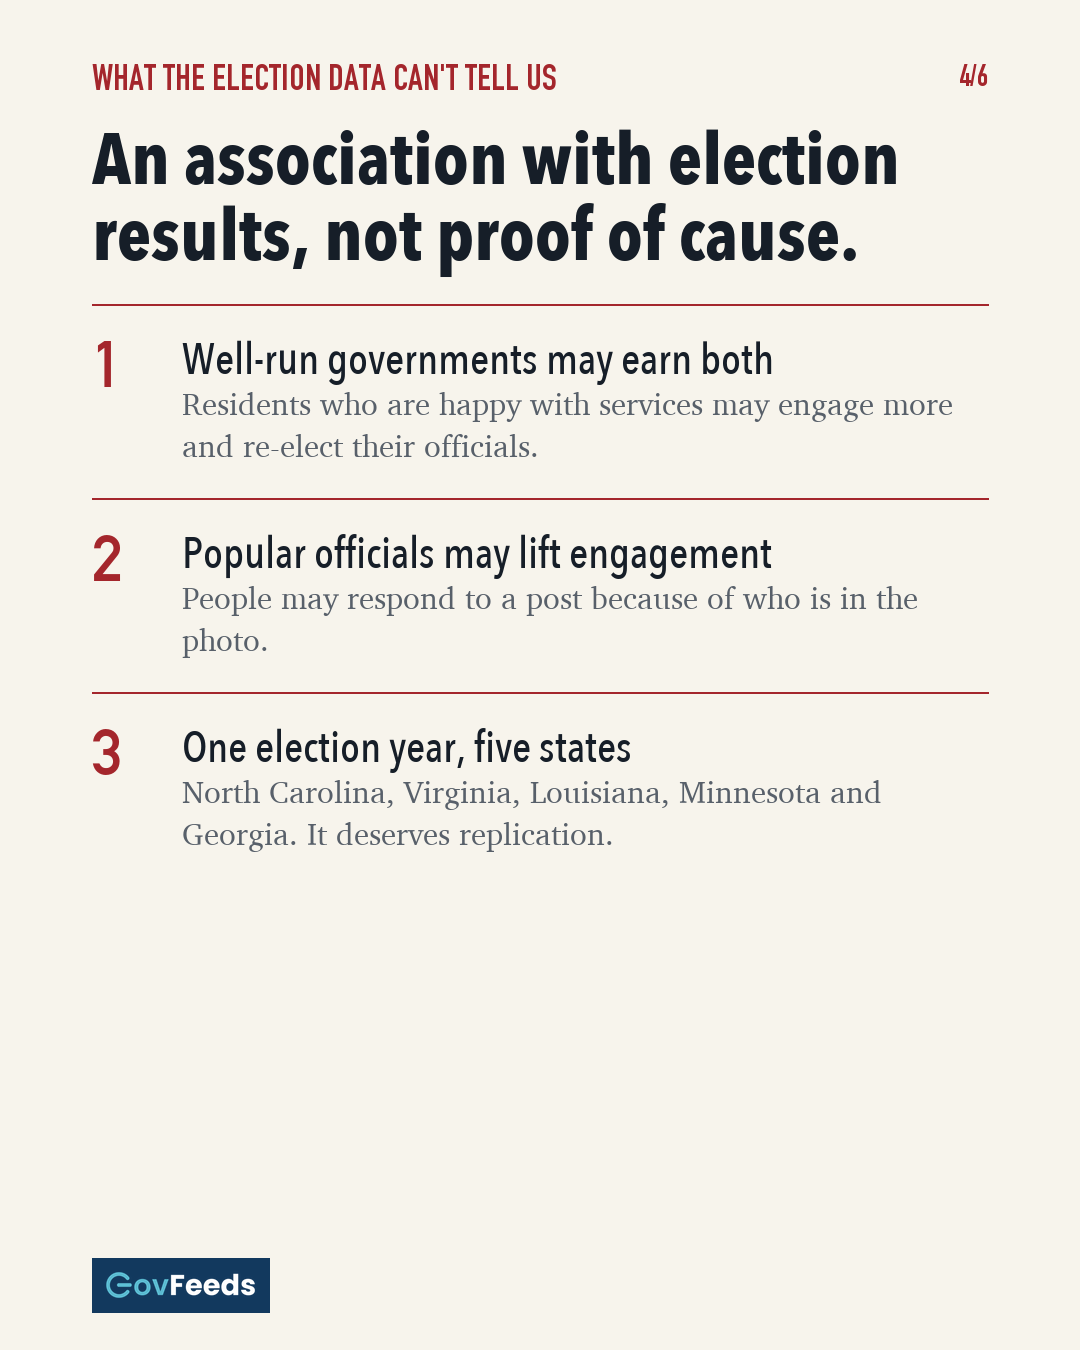 WHAT THE ELECTION DATA CAN'T TELL US
4/6
An association with election
results, not proof of cause.
1
Well-run governments may earn both
Residents who are happy with services may engage more
and re-elect their officials.
2
Popular officials may lift engagement
People may respond to a post because of who is in the
photo.
3
One election year, five states
North Carolina, Virginia, Louisiana, Minnesota and
Georgia. It deserves replication.
GovFeeds